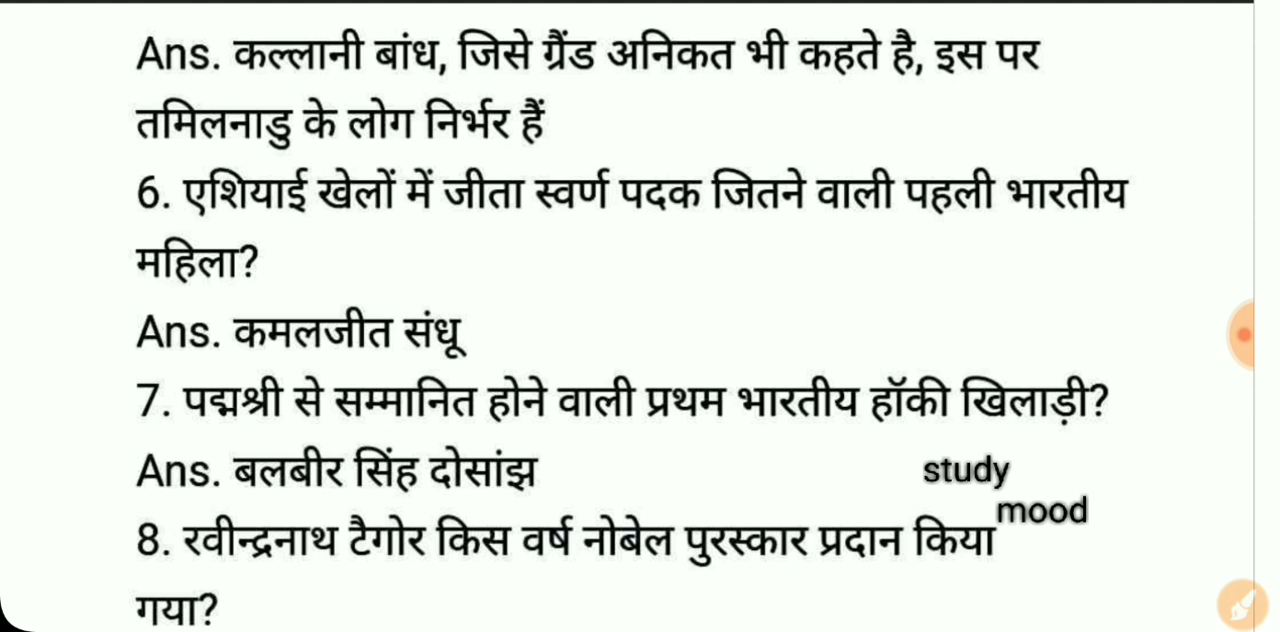 Ans. कल्लानी बांध, जिसे ग्रैंड अनिकत भी कहते है, इस पर
तमिलनाडु के लोग निर्भर हैं
6. एशियाई खेलों में जीता स्वर्ण पदक जितने वाली पहली भारतीय
महिला?
Ans. कमलजीत संधू
7. पद्मश्री से सम्मानित होने वाली प्रथम भारतीय हॉकी खिलाड़ी?
Ans. बलबीर सिंह दोसांझ
study
mood
8. रवीन्द्रनाथ टैगोर किस वर्ष नोबेल पुरस्कार प्रदान किया
गया?